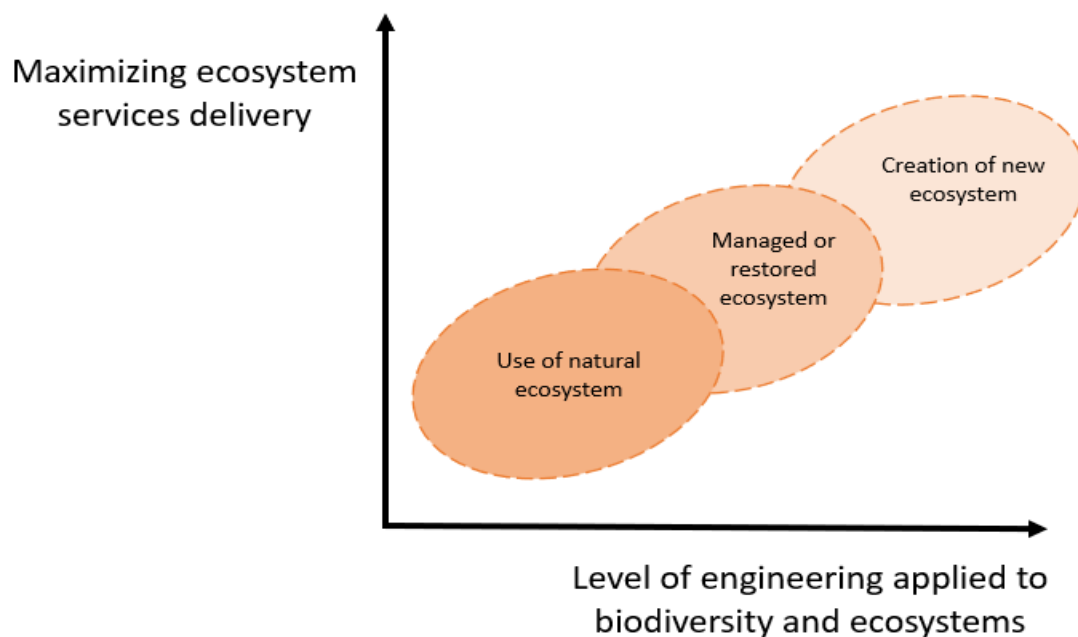 Maximizing ecosystem
services delivery
Creation of new
ecosystem
Managed or
restored
ecosystem
Use of natural
ecosystem
Level of engineering applied to
biodiversity and ecosystems